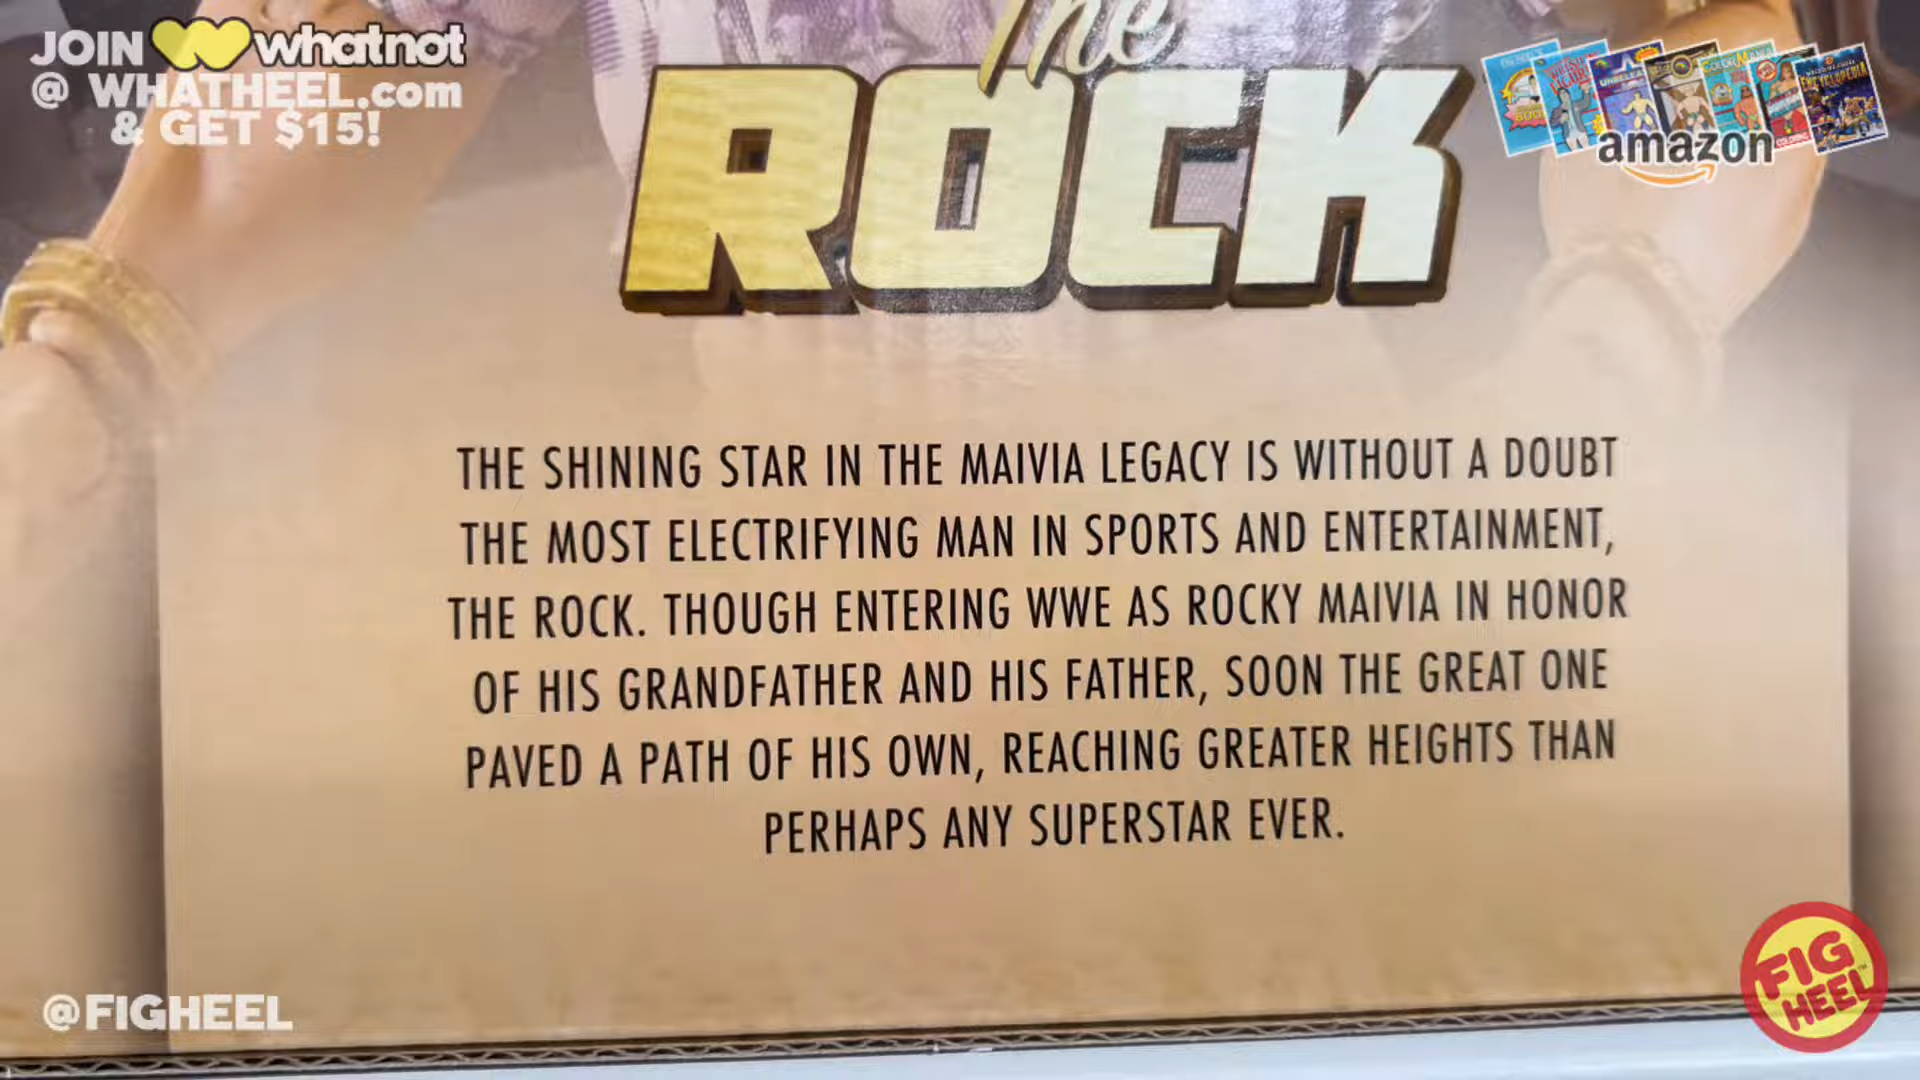 JOIN whatnot
@ WHATHEEL.com
& GET $15!
amazon
The
ROCK
THE SHINING STAR IN THE MAIVIA LEGACY IS WITHOUT A DOUBT
THE MOST ELECTRIFYING MAN IN SPORTS AND ENTERTAINMENT,
THE ROCK. THOUGH ENTERING WWE AS ROCKY MAIVIA IN HONOR
OF HIS GRANDFATHER AND HIS FATHER, SOON THE GREAT ONE
PAVED A PATH OF HIS OWN, REACHING GREATER HEIGHTS THAN
PERHAPS ANY SUPERSTAR EVER.
@FIGHEEL
FIG
HEEL